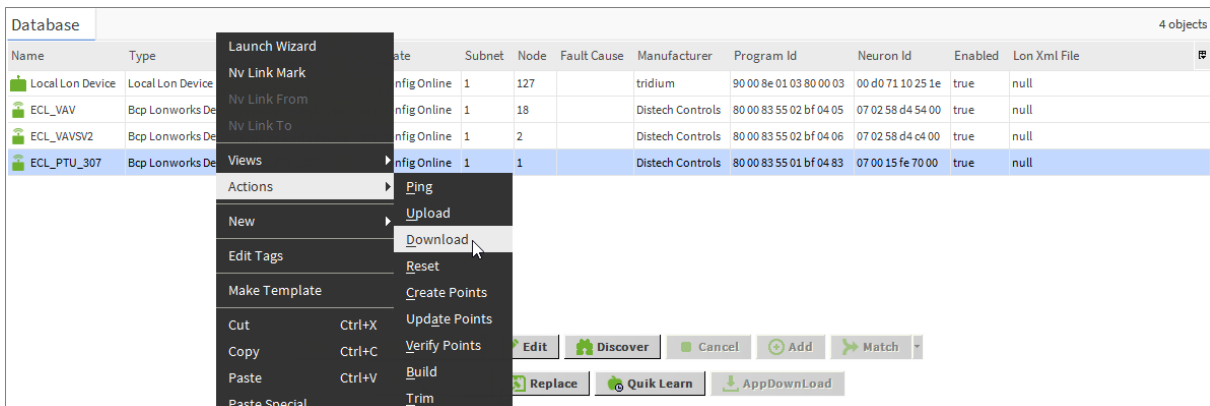 Database
4 objects
Name Type ate Subnet Node Fault Cause Manufacturer Program Id Neuron Id Enabled Lon Xml File
Local Lon Device Local Lon Device nfig Online 1 127 tridium 90 00 8e 01 03 80 00 03 00 d0 71 10 25 1e true null
ECL_VAV Bcp Lonworks De nfig Online 1 18 Distech Controls 80 00 83 55 02 bf 04 05 07 02 58 d4 54 00 true null
ECL_VAVSV2 Bcp Lonworks De nfig Online 1 2 Distech Controls 80 00 83 55 02 bf 04 06 07 02 58 d4 c4 00 true null
ECL_PTU_307 Bcp Lonworks De nfig Online 1 1 Distech Controls 80 00 83 55 01 bf 04 83 07 00 15 fe 70 00 true null
Launch Wizard
Nv Link Mark
Nv Link From
Nv Link To
Views
Actions
New
Edit Tags
Make Template
Cut Ctrl+X
Copy Ctrl+C
Paste Ctrl+V
Paste Special
Ping
Upload
Download
Reset
Create Points
Update Points
Verify Points
Build
Trim
Edit Discover Cancel Add Match
Replace Quik Learn AppDownLoad